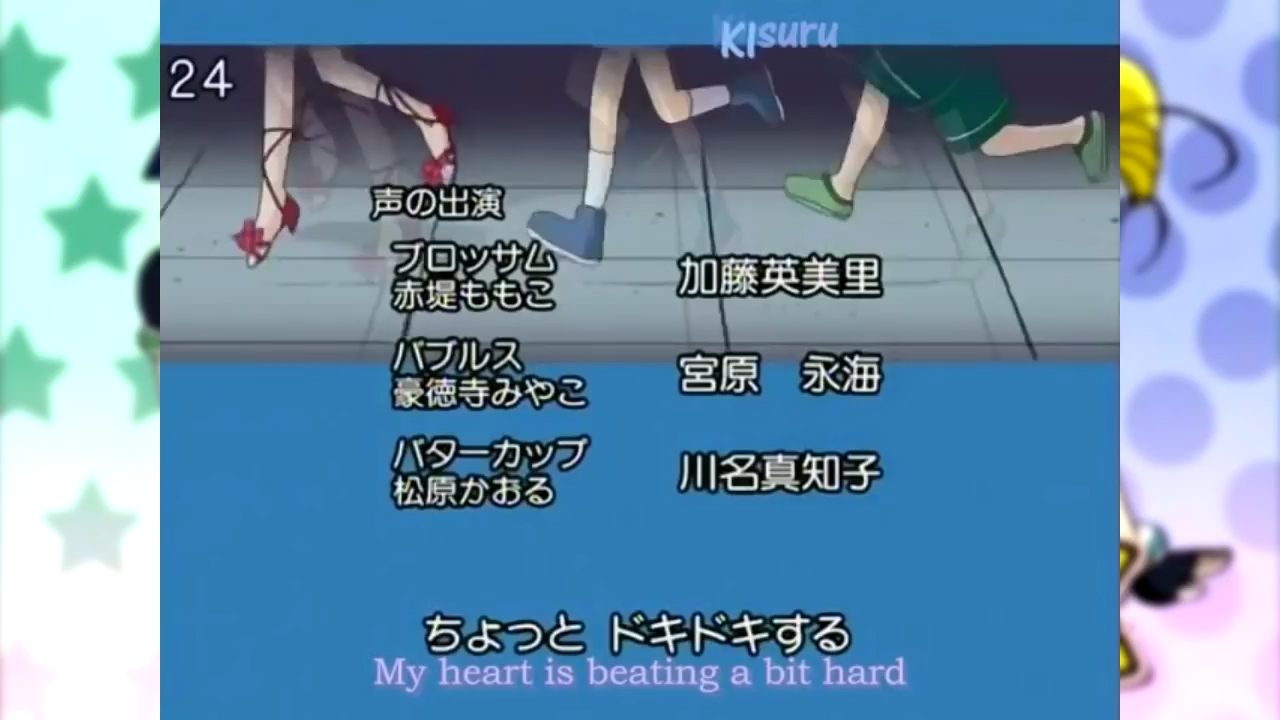 KIsuru
24
声の出演
ブロッサム
赤堤ももこ
加藤英美里
バブルス
豪徳寺みやこ
宮原 永海
バターカップ
松原かおる
川名真知子
ちょっと ドキドキする
My heart is beating a bit hard